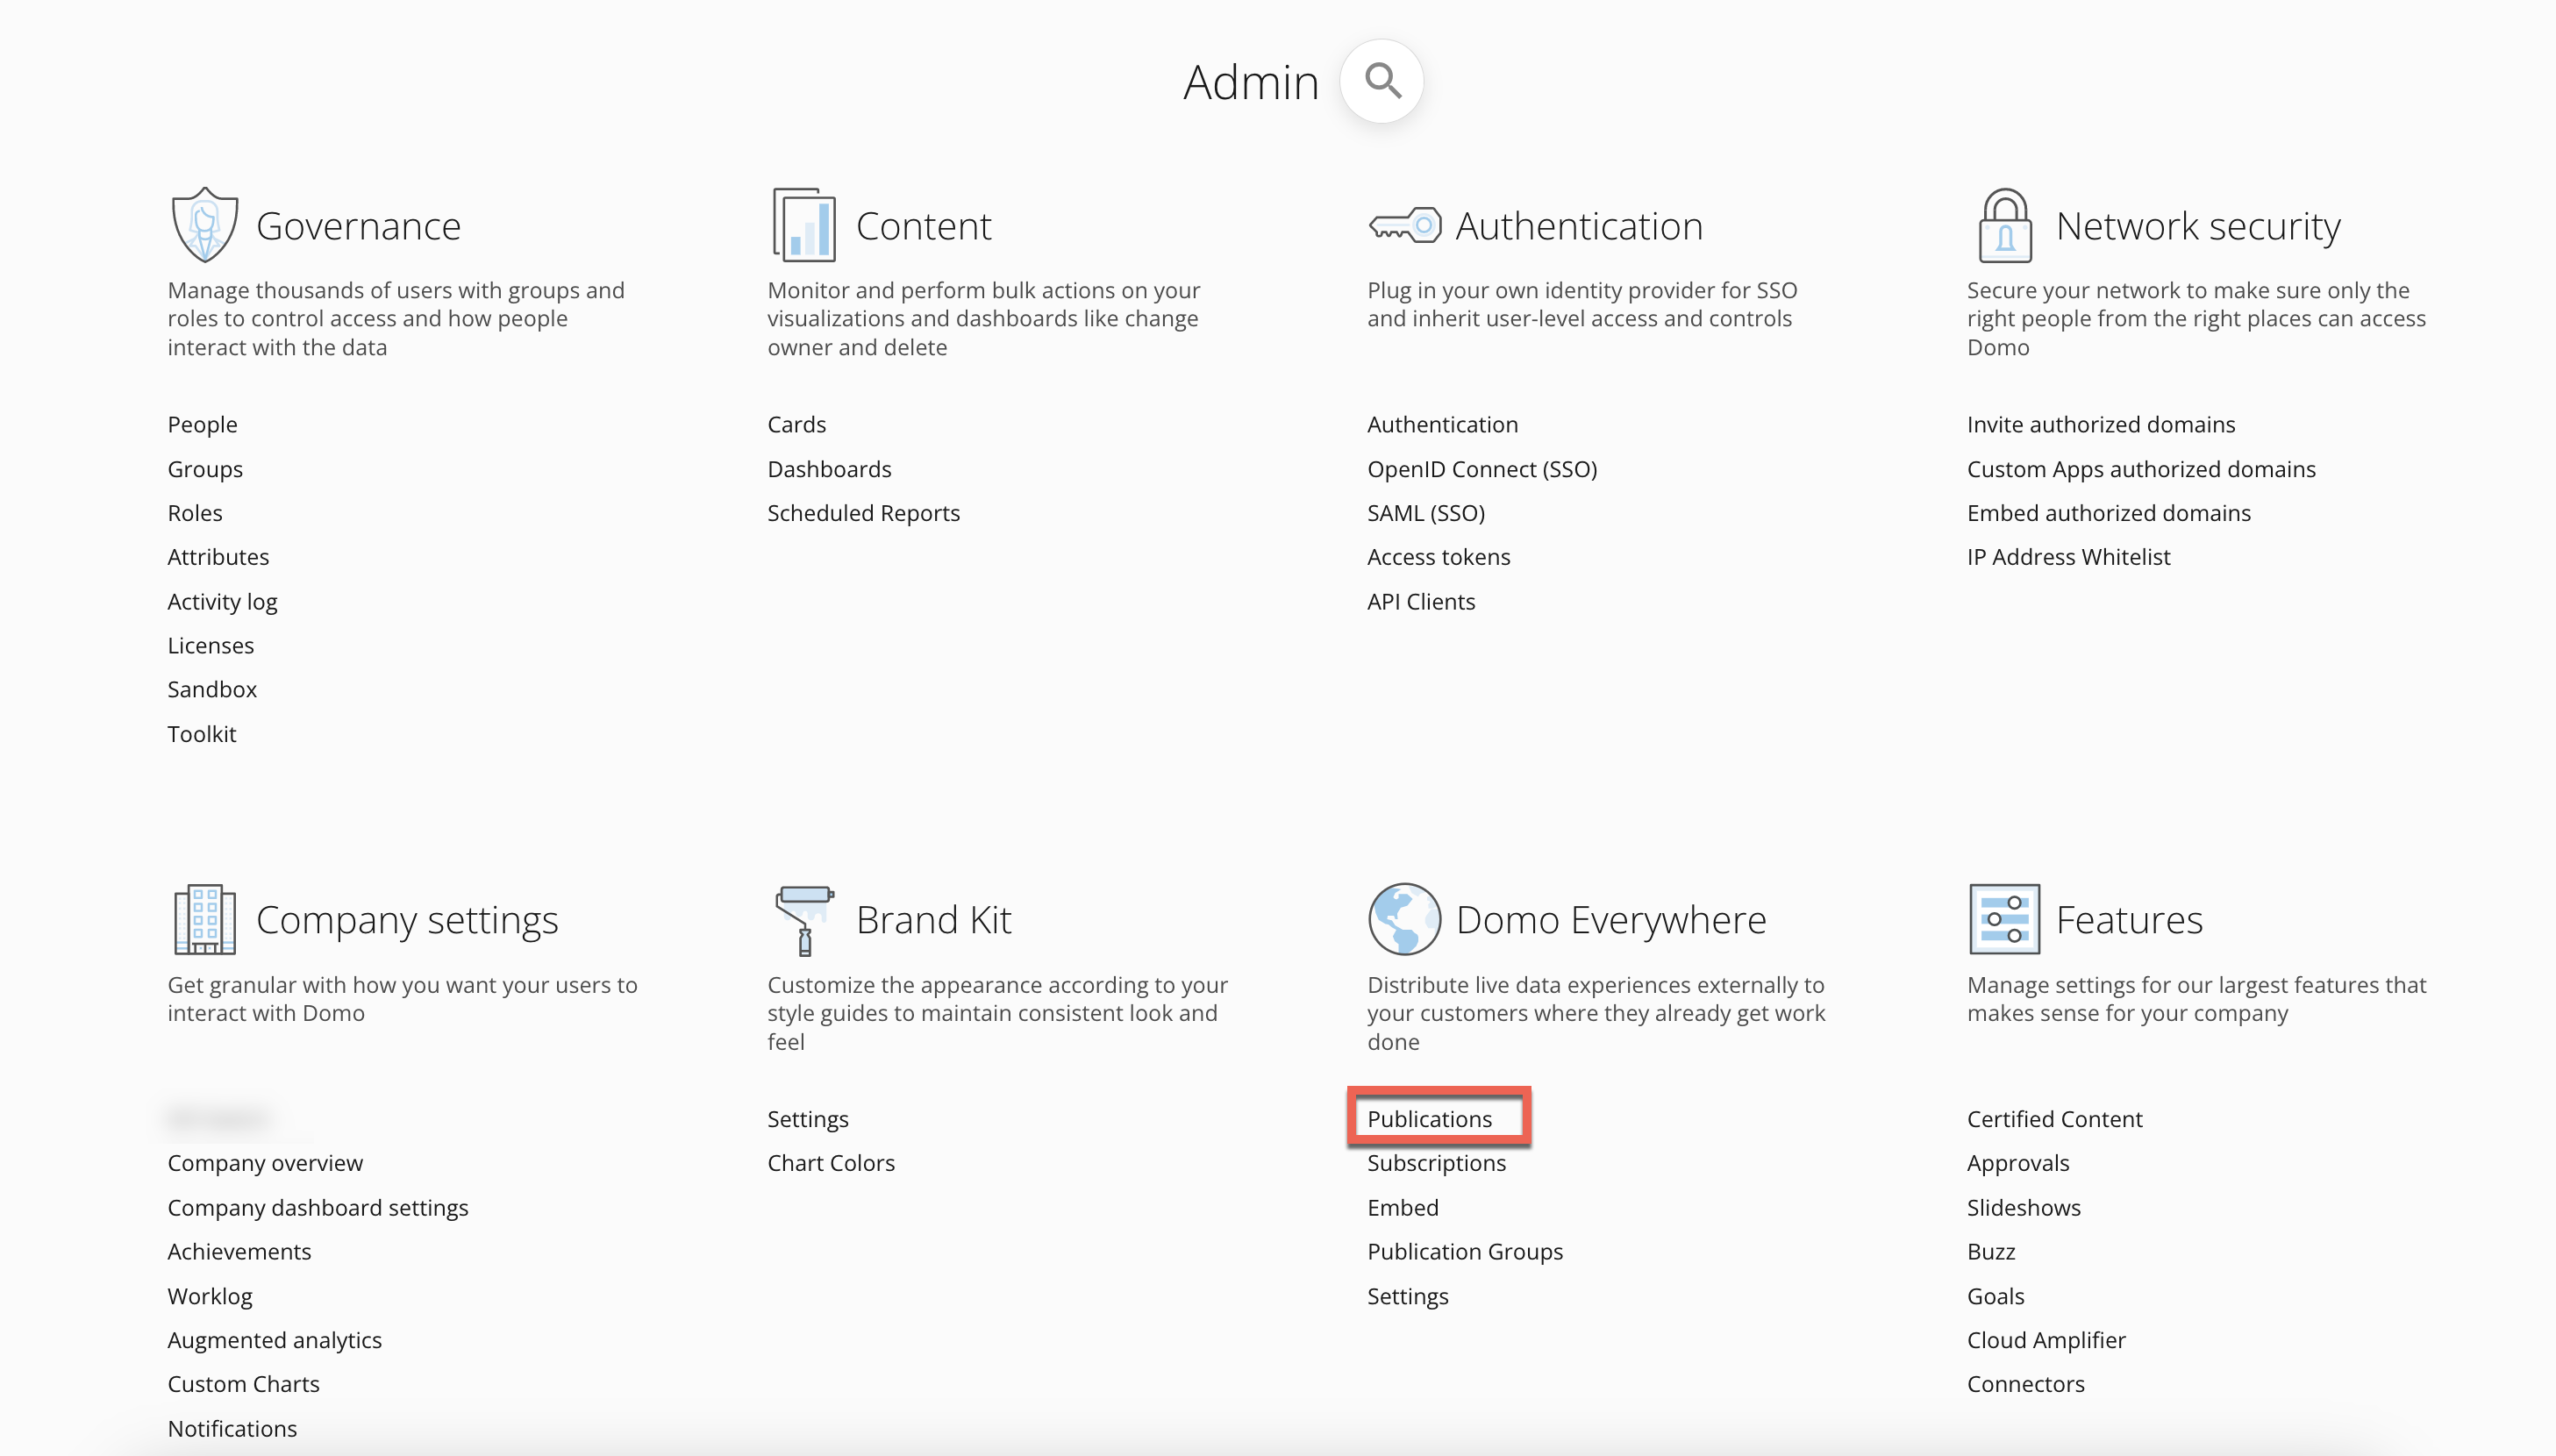 Admin
Governance
Manage thousands of users with groups and
roles to control access and how people
interact with the data
People
Groups
Roles
Attributes
Activity log
Licenses
Sandbox
Toolkit
Content
Monitor and perform bulk actions on your
visualizations and dashboards like change
owner and delete
Cards
Dashboards
Scheduled Reports
Authentication
Plug in your own identity provider for SSO
and inherit user-level access and controls
Authentication
OpenID Connect (SSO)
SAML (SSO)
Access tokens
API Clients
Network security
Secure your network to make sure only the
right people from the right places can access
Domo
Invite authorized domains
Custom Apps authorized domains
Embed authorized domains
IP Address Whitelist
Company settings
Get granular with how you want your users to
interact with Domo
Company overview
Company dashboard settings
Achievements
Worklog
Augmented analytics
Custom Charts
Notifications
Brand Kit
Customize the appearance according to your
style guides to maintain consistent look and
feel
Settings
Chart Colors
Domo Everywhere
Distribute live data experiences externally to
your customers where they already get work
done
Publications
Subscriptions
Embed
Publication Groups
Settings
Features
Manage settings for our largest features that
makes sense for your company
Certified Content
Approvals
Slideshows
Buzz
Goals
Cloud Amplifier
Connectors